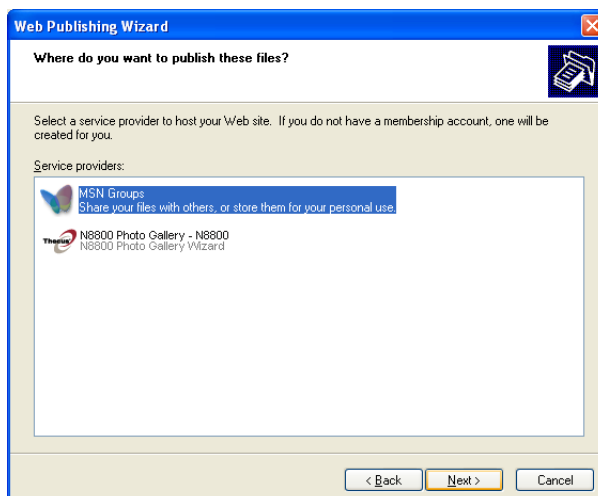 Web Publishing Wizard
Where do you want to publish these files?
Select a service provider to host your Web site. If you do not have a membership account, one will be
created for you.
Service providers:
MSN Groups
Share your files with others, or store them for your personal use.
Thecus
N8800 Photo Gallery - N8800
N8800 Photo Gallery Wizard
< Back
Next >
Cancel